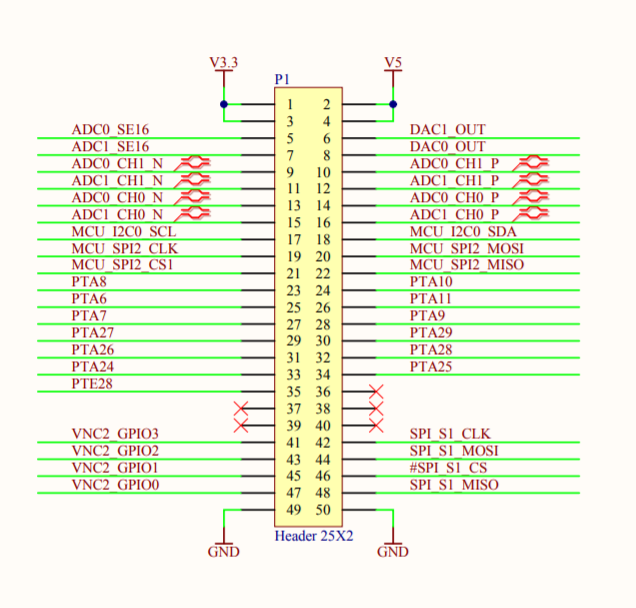 V3.3 V5
P1
1 2
3 4
ADC0_SE16 5 6 DAC1_OUT
ADC1_SE16 7 8 DAC0_OUT
ADC0_CH1_N 9 10 ADC0_CH1_P
ADC1_CH1_N 11 12 ADC1_CH1_P
ADC0_CH0_N 13 14 ADC0_CH0_P
ADC1_CH0_N 15 16 ADC1_CH0_P
MCU_I2C0_SCL 17 18 MCU_I2C0_SDA
MCU_SPI2_CLK 19 20 MCU_SPI2_MOSI
MCU_SPI2_CS1 21 22 MCU_SPI2_MISO
PTA8 23 24 PTA10
PTA6 25 26 PTA11
PTA7 27 28 PTA9
PTA27 29 30 PTA29
PTA26 31 32 PTA28
PTA24 33 34 PTA25
PTE28 35 36
37 38
39 40
VNC2_GPIO3 41 42 SPI_S1_CLK
VNC2_GPIO2 43 44 SPI_S1_MOSI
VNC2_GPIO1 45 46 #SPI_S1_CS
VNC2_GPIO0 47 48 SPI_S1_MISO
49 50
Header 25X2
GND GND